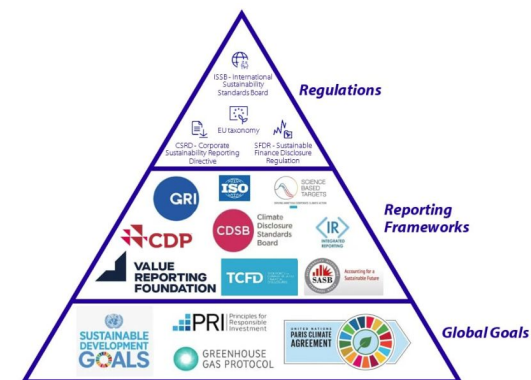 ISSB - International
Sustainability
Standards Board
Regulations
EU taxonomy
CSRD - Corporate
Sustainability Reporting
Directive
SFDR - Sustainable
Finance Disclosure
Regulation
GRI
ISO
SCIENCE
BASED
TARGETS
Reporting
Frameworks
CDP
CDSB
Climate
Disclosure
Standards
Board
<IR>
INTEGRATED
REPORTING
VALUE
REPORTING
FOUNDATION
TCFD
SASB
Accounting for a
Sustainable Future
Global Goals
SUSTAINABLE
DEVELOPMENT
GOALS
PRI
Principles for
Responsible
Investment
GREENHOUSE
GAS PROTOCOL
UNITED NATIONS
PARIS CLIMATE
AGREEMENT